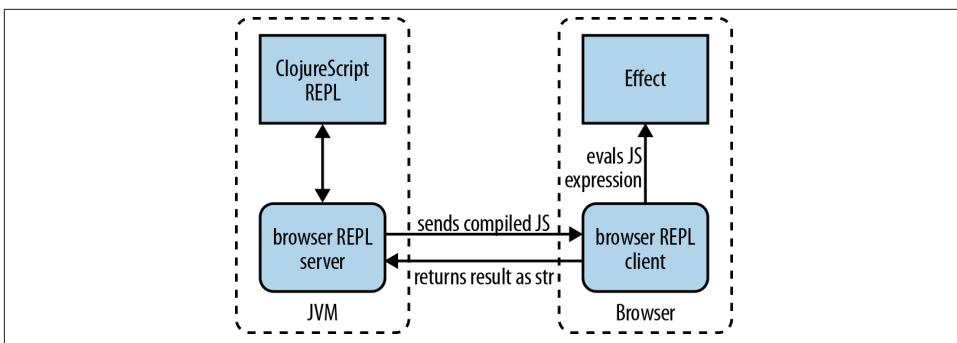 ClojureScript
REPL
Effect
evals JS
expression
browser REPL
server
sends compiled JS
returns result as str
browser REPL
client
JVM
Browser